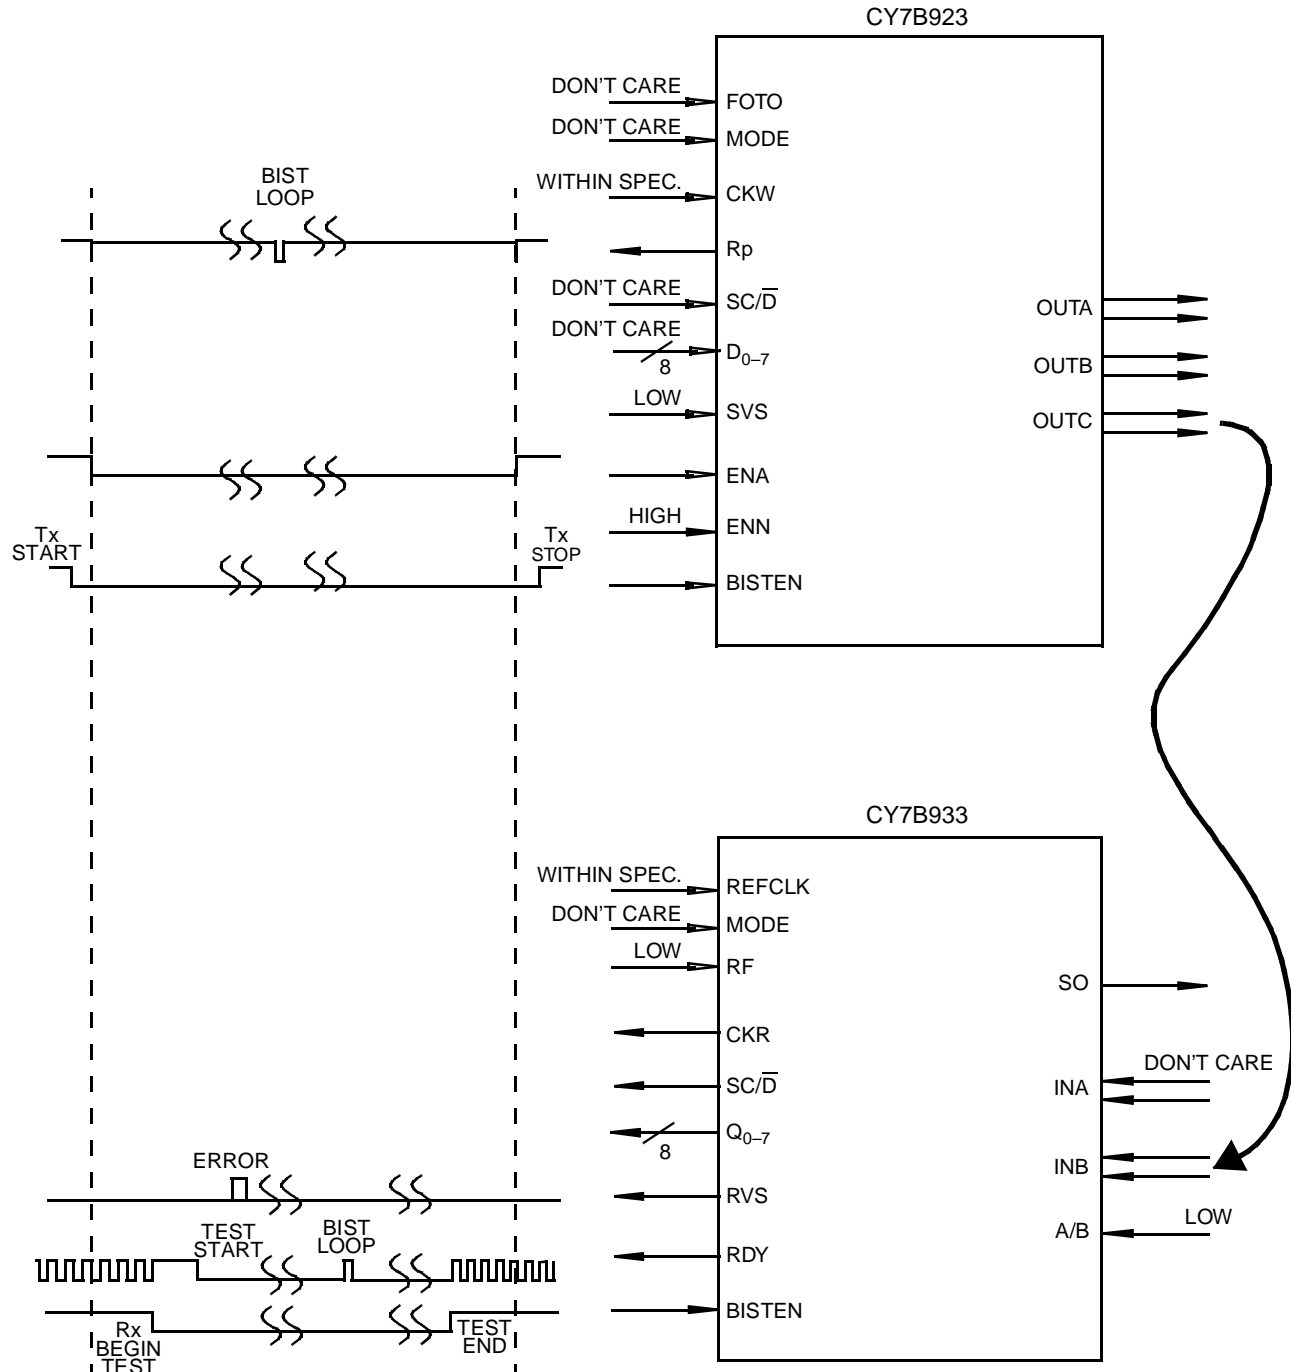 CY7B923
DON'T CARE
FOTO
DON'T CARE
MODE
BIST
LOOP
WITHIN SPEC.
CKW
Rp
DON'T CARE
SC/D̅
DON'T CARE
8
D0–7
OUTA
OUTB
LOW
SVS
OUTC
ENA
HIGH
ENN
Tx
START
Tx
STOP
BISTEN
CY7B933
WITHIN SPEC.
REFCLK
DON'T CARE
MODE
LOW
RF
SO
CKR
DON'T CARE
SC/D̅
INA
8
Q0–7
ERROR
INB
RVS
LOW
A/B
TEST
START
BIST
LOOP
RDY
BISTEN
Rx
BEGIN
TEST
TEST
END